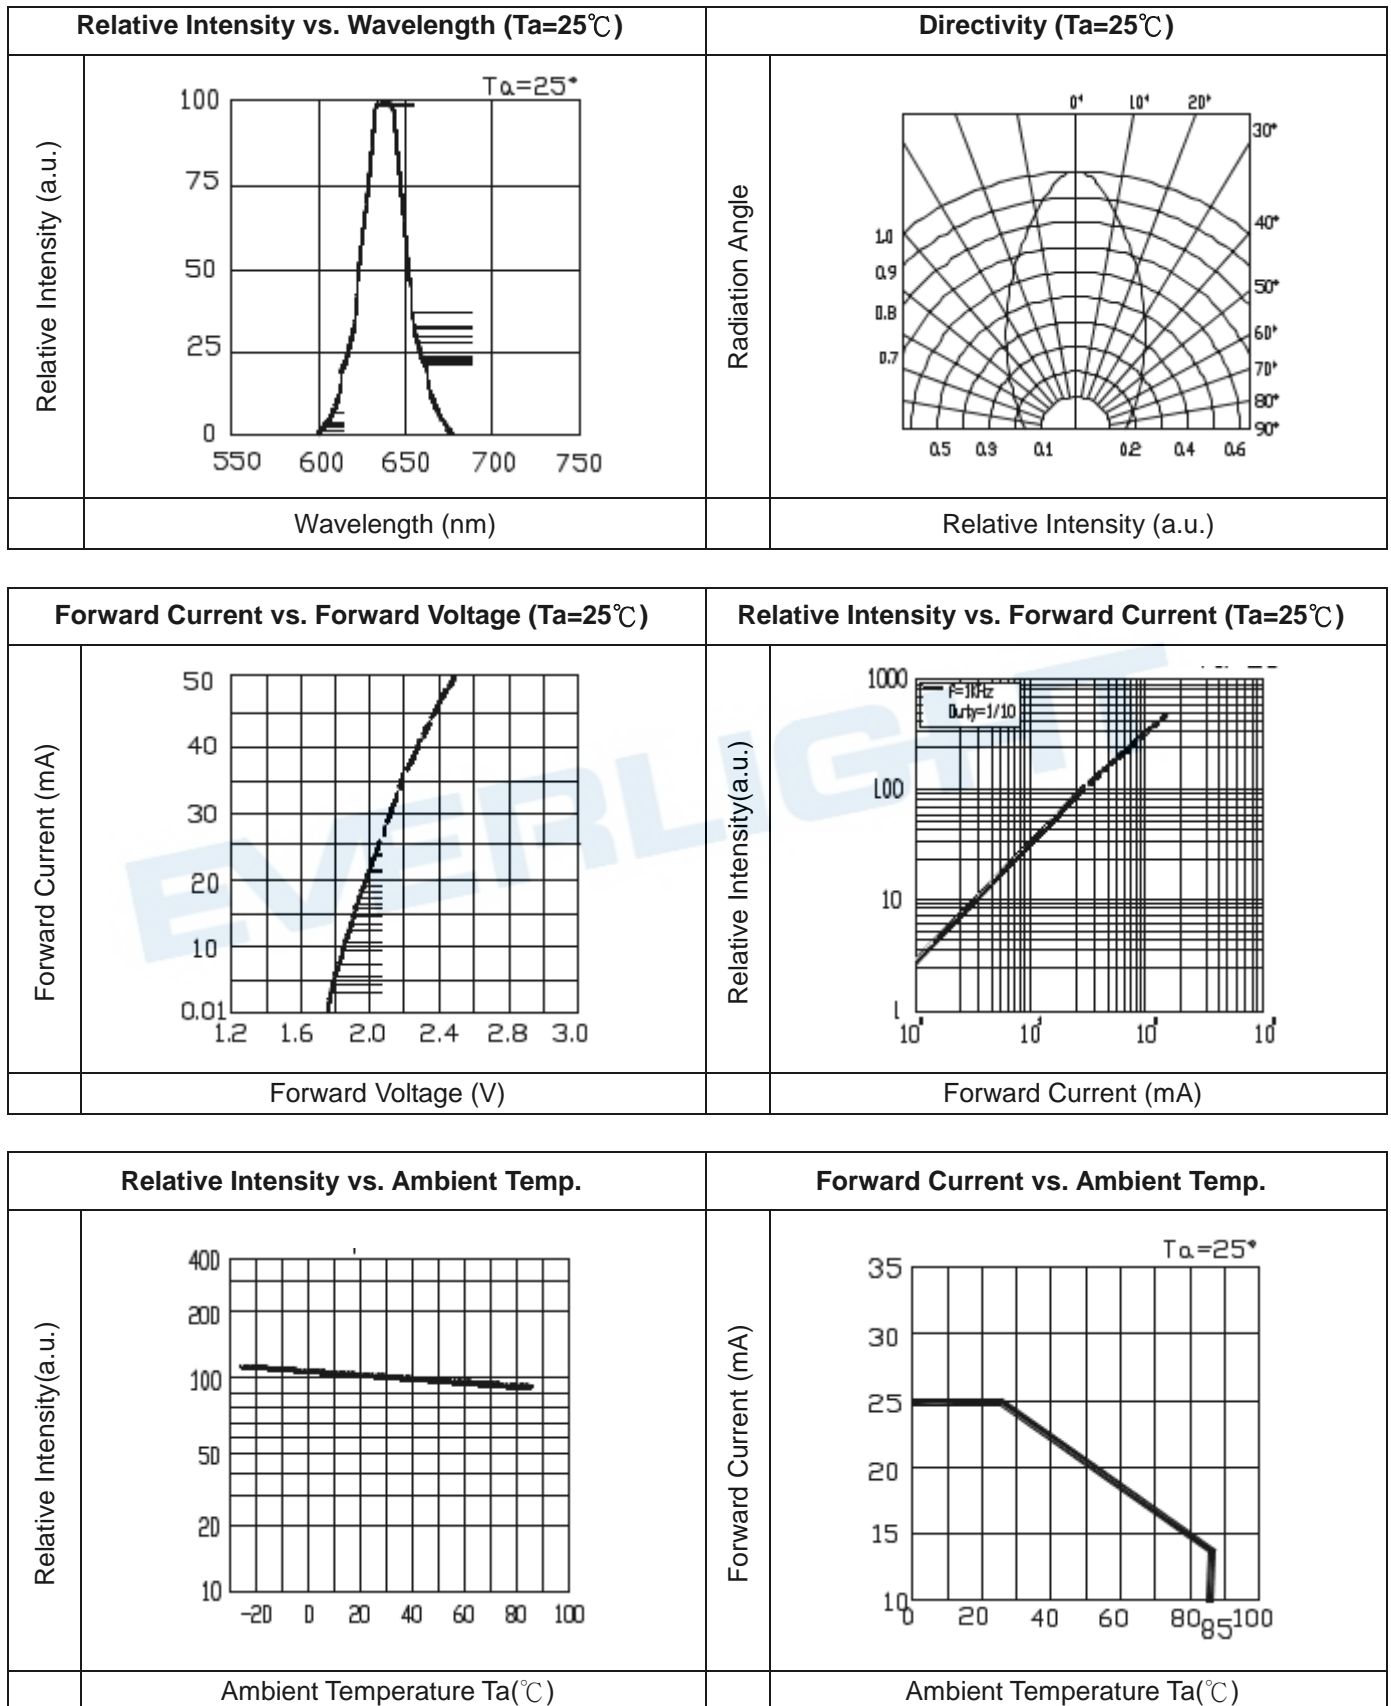 Relative Intensity vs. Wavelength (Ta=25℃)
Directivity (Ta=25℃)
Relative Intensity (a.u.)
Ta=25°
100
75
50
25
0
550 600 650 700 750
Wavelength (nm)
Radiation Angle
0° 10° 20°
30°
40°
50°
60°
70°
80°
90°
1.0
0.9
0.8
0.7
0.5 0.3 0.1 0.2 0.4 0.6
Relative Intensity (a.u.)
Forward Current vs. Forward Voltage (Ta=25℃)
Relative Intensity vs. Forward Current (Ta=25℃)
EVERLIGHT
Forward Current (mA)
50
40
30
20
10
0.01
1.2 1.6 2.0 2.4 2.8 3.0
Forward Voltage (V)
Relative Intensity(a.u.)
f=1kHz
Duty=1/10
1000
100
10
1
10 10 10 10
Forward Current (mA)
Relative Intensity vs. Ambient Temp.
Forward Current vs. Ambient Temp.
Relative Intensity(a.u.)
400
200
100
50
20
10
-20 0 20 40 60 80 100
Ambient Temperature Ta(℃)
Forward Current (mA)
Ta=25°
35
30
25
20
15
10
0 20 40 60 80 85 100
Ambient Temperature Ta(℃)